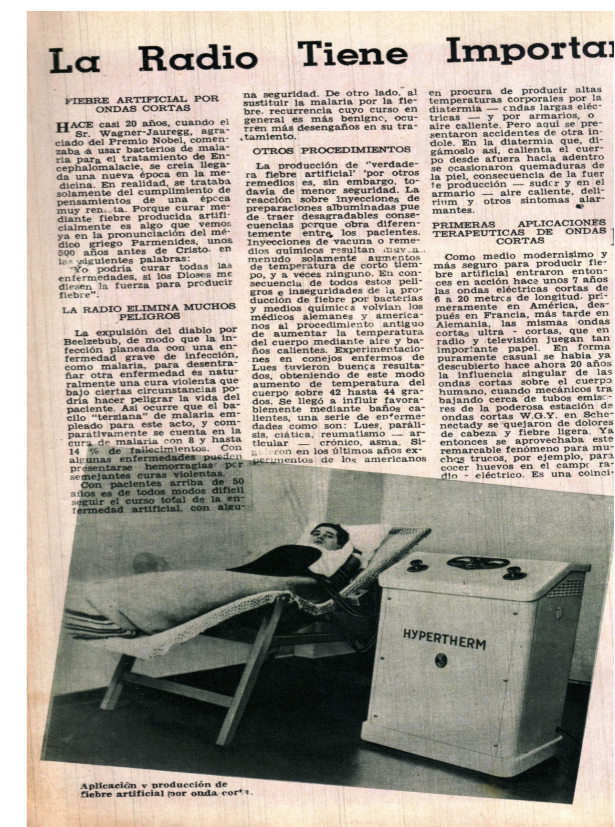 La Radio Tiene Importa
FIEBRE ARTIFICIAL POR
ONDAS CORTAS
HACE casi 20 años, cuando el
Sr. Wagner-Jauregg, agra-
ciado del Premio Nobel, comen-
zaba a usar bacterios de mala-
ria para el tratamiento de En-
cephalomalacie, se creía llega-
da una nueva época en la me-
dicina. En realidad, se trataba
solamente del cumplimiento de
pensamientos de una época
muy Porque curar me-
diante fiebre producida artifi-
cialmente es algo que vemos
ya en la pronunciación del mé-
dico griego Parmenides, unos
500 años antes de Cristo, en
las siguientes palabras:
"Yo podría curar todas las
enfermedades, si los Dioses me
diesen la fuerza para producir
fiebre".
LA RADIO ELIMINA MUCHOS
PELIGROS
La expulsión del diablo por
Beelzebub, de modo que la in-
fección planeada con una en-
fermedad grave de infección,
como malaria, para desentra-
ñar otra enfermedad es natu-
ralmente una cura violenta que
bajo ciertas circunstancias po-
dría hacer peligrar la vida del
paciente. Así ocurre que el ba-
cilo "terziana" de malaria em-
pleado para este acto, y com-
parativamente se cuenta en la
cura de malaria con 8 y hasta
14 % de fallecimientos. Con
algunas enfermedades pueden
presentarse hemorragias por
semejantes curas violentas.
Con pacientes arriba de 50
años es de todos modos difícil
seguir el curso total de la en-
fermedad artificial, con algu-
na seguridad. De otro lado, al
sustituir la malaria por la fie-
bre, recurrencia cuyo curso en
general es más benigno, ocu-
rren más desengaños en su tra-
tamiento.
OTROS PROCEDIMIENTOS
La producción de "verdade-
ra fiebre artificial" 'por otros
remedios es, sin embargo, to-
davía de menor seguridad. La
reacción sobre inyecciones de
preparaciones albuminadas pue-
de traer desagradables conse-
cuencias porque obra diferen-
temente entre los pacientes.
Inyecciones de vacuna o reme-
dios químicos resultan muy
menudo solamente aumentos
de temperatura de corto tiem-
po, y a veces ninguno. En con-
secuencia de todos estos peli-
gros e inseguridades de la pro-
ducción de fiebre por bacterias
y medios químicos volvían los
médicos alemanes y america-
nos al procedimiento antiguo
de aumentar la temperatura
del cuerpo mediante aire y ba-
ños calientes. Experimentacio-
nes en conejos enfermos de
Lues tuvieron buenos resulta-
dos, obteniendo de este modo
aumento de temperatura del
cuerpo sobre 42 hasta 44 gra-
dos. Se llegó a influir favora
blemente mediante baños ca-
lientes, una serie de enferme-
dades como son: Lues, paráli-
sis, ciática, reumatismo — ar-
ticular — crónico, asma. Si-
guieron en los últimos años ex-
perimentos de los americanos
en procura de producir altas
temperaturas corporales por la
diatermia — ondas largas eléc-
tricas — y por armarios, o
aire caliente. Pero aquí se pre-
sentaron accidentes de otra ín-
dole. En la diatermia que, di-
gámoslo así, calienta el cuer-
po desde afuera hacia adentro
se ocasionaron quemaduras de
la piel, consecuencia de la fuer
te producción — sudor y en el
armario — aire caliente, deli-
rium y otros síntomas alar-
mantes.
PRIMERAS APLICACIONES
TERAPEUTICAS DE ONDAS
CORTAS
Como medio modernísimo y
más seguro para producir fie-
bre artificial entraron enton-
ces en acción hace unos 7 años
las ondas eléctricas cortas de
6 a 20 metros de longitud, pri-
meramente en América, des-
pués en Francia, más tarde en
Alemania, las mismas ondas
cortas ultra - cortas, que en
radio y televisión juegan tan
importante papel. En forma
puramente casual se había ya
descubierto hace ahora 20 años
la influencia singular de las
ondas cortas sobre el cuerpo
humano, cuando mecánicos tra
bajando cerca de tubos emiso-
res de la poderosa estación de
ondas cortas W.G.Y. en Sche-
nectady se quejaron de dolores
de cabeza y fiebre ligera. Ya
entonces se aprovechaba este
remarcable fenómeno para mu-
chos trucos, por ejemplo, para
cocer huevos en el campo ra-
dio - eléctrico. Es una coinci-
HYPERTHERM
Aplicación y producción de
fiebre artificial por onda corta.